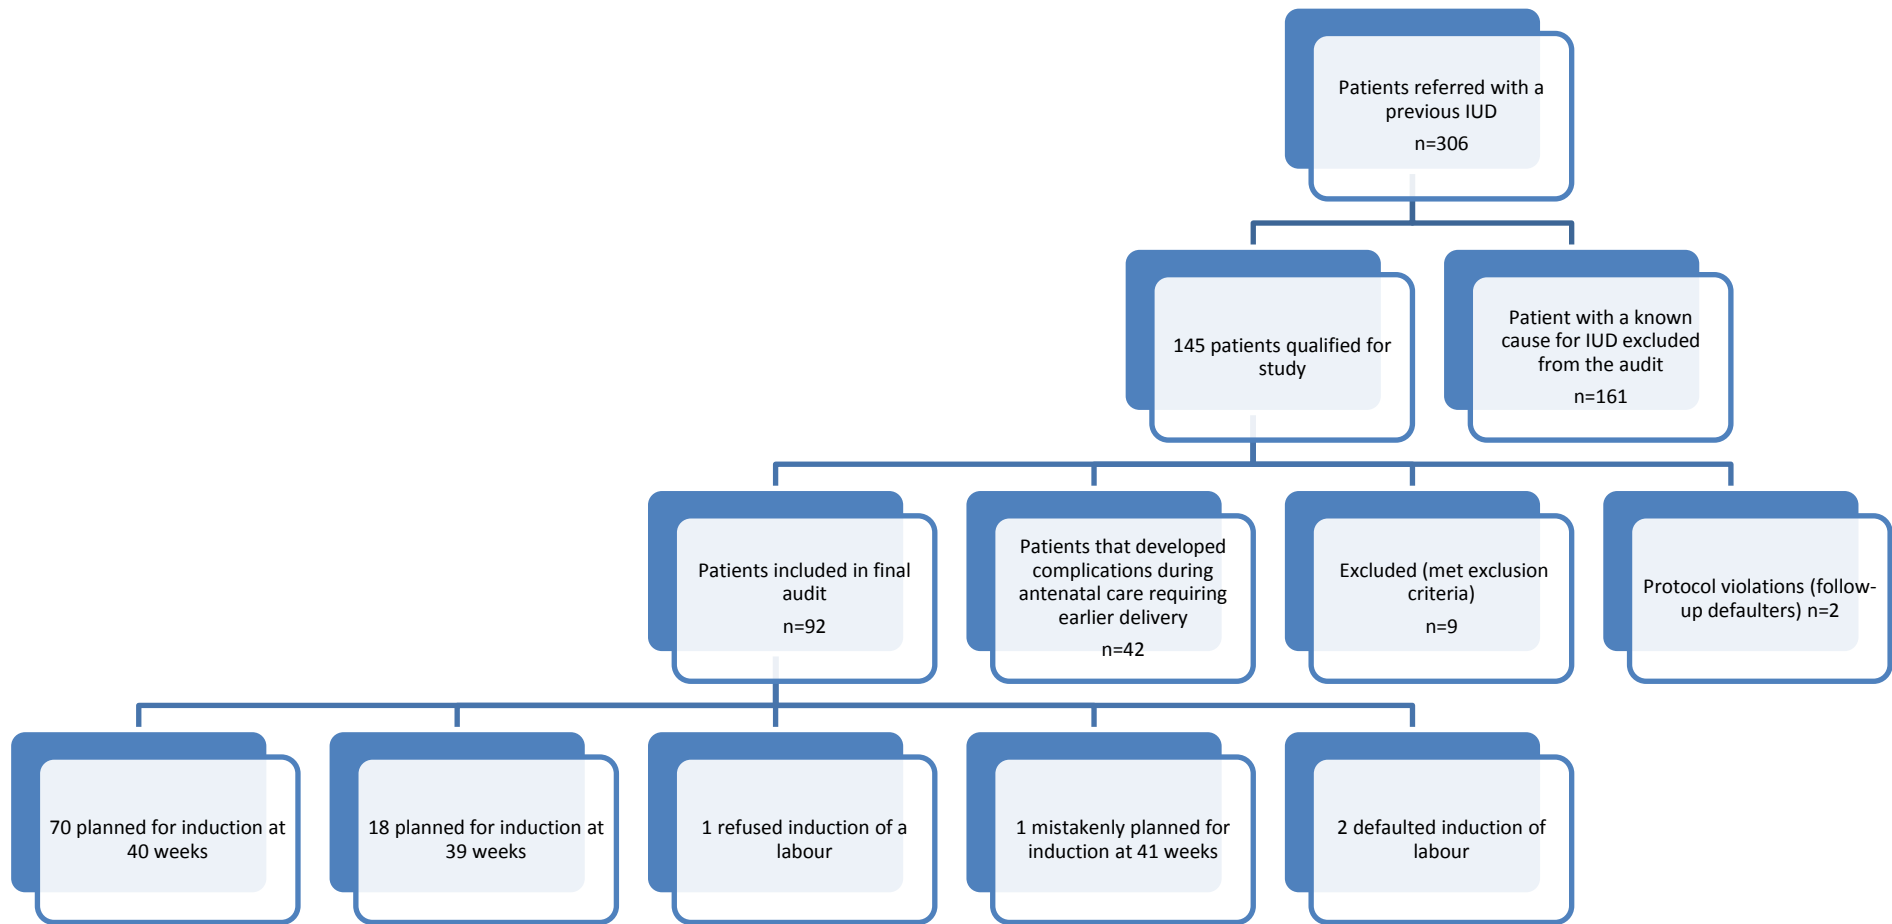 Patients referred with a
previous IUD
n=306
145 patients qualified for
study
Patient with a known
cause for IUD excluded
from the audit
n=161
Patients included in final
audit
n=92
Patients that developed
complications during
antenatal care requiring
earlier delivery
n=42
Excluded (met exclusion
criteria)
n=9
Protocol violations (follow-
up defaulters) n=2
70 planned for induction at
40 weeks
18 planned for induction at
39 weeks
1 refused induction of a
labour
1 mistakenly planned for
induction at 41 weeks
2 defaulted induction of
labour